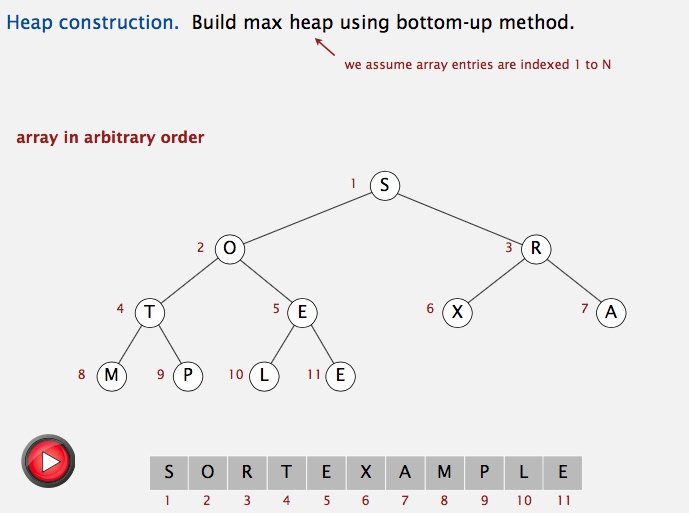 Heap construction. Build max heap using bottom-up method.
we assume array entries are indexed 1 to N
array in arbitrary order
1 S
2 O 3 R
4 T 5 E 6 X 7 A
8 M 9 P 10 L 11 E
S O R T E X A M P L E
1 2 3 4 5 6 7 8 9 10 11